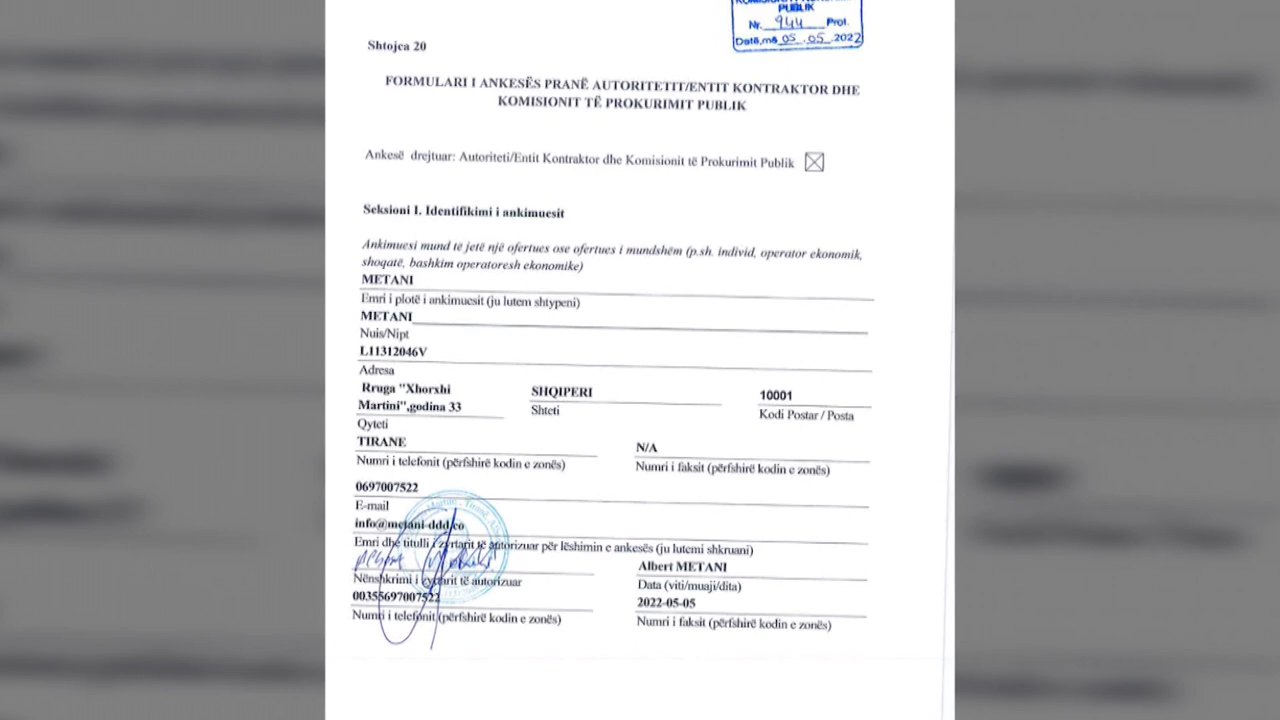 PUBLIK
Nr. 944 Prot.
Datë,më 05.05.2022
Shtojca 20
FORMULARI I ANKESËS PRANË AUTORITETIT/ENTIT KONTRAKTOR DHE
KOMISIONIT TË PROKURIMIT PUBLIK
Ankesë drejtuar: Autoriteti/Entit Kontraktor dhe Komisionit të Prokurimit Publik
Seksioni I. Identifikimi i ankimuesit
Ankimuesi mund të jetë një ofertues ose ofertues i mundshëm (p.sh. individ, operator ekonomik,
shoqatë, bashkim operatoresh ekonomike)
METANI
Emri i plotë i ankimuesit (ju lutem shtypeni)
METANI
Nuis/Nipt
L11312046V
Adresa
Rruga "Xhorxhi
Martini",godina 33
SHQIPERI
Shteti
10001
Kodi Postar / Posta
Qyteti
TIRANE
N/A
Numri i telefonit (përfshirë kodin e zonës)
Numri i faksit (përfshirë kodin e zonës)
0697007522
E-mail
info@metani-ddd.co
Emri dhe titulli i zyrtarit të autorizuar për lëshimin e ankesës (ju lutemi shkruani)
Albert METANI
Nënshkrimi i zyrtarit të autorizuar
Data (viti/muaji/dita)
00355697007522
2022-05-05
Numri i telefonit (përfshirë kodin e zonës)
Numri i faksit (përfshirë kodin e zonës)